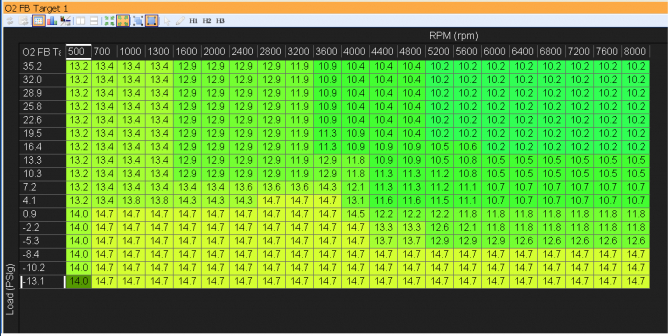 O2 FB Target 1
H1 H2 H3
RPM (rpm)
O2 FB Ta 500 700 1000 1300 1600 2000 2400 2800 3200 3600 4000 4400 4800 5200 5600 6000 6400 6800 7200 7600 8000
35.2 13.2 13.4 13.4 13.4 12.9 12.9 12.9 12.9 11.9 10.9 10.4 10.4 10.4 10.2 10.2 10.2 10.2 10.2 10.2 10.2 10.2
32.0 13.2 13.4 13.4 13.4 12.9 12.9 12.9 12.9 11.9 10.9 10.4 10.4 10.4 10.2 10.2 10.2 10.2 10.2 10.2 10.2 10.2
28.9 13.2 13.4 13.4 13.4 12.9 12.9 12.9 12.9 11.9 10.9 10.4 10.4 10.4 10.2 10.2 10.2 10.2 10.2 10.2 10.2 10.2
25.8 13.2 13.4 13.4 13.4 12.9 12.9 12.9 12.9 11.9 10.9 10.4 10.4 10.4 10.2 10.2 10.2 10.2 10.2 10.2 10.2 10.2
22.6 13.2 13.4 13.4 13.4 12.9 12.9 12.9 12.9 11.9 10.9 10.4 10.4 10.4 10.2 10.2 10.2 10.2 10.2 10.2 10.2 10.2
19.5 13.2 13.4 13.4 13.4 12.9 12.9 12.9 12.9 11.9 11.3 10.9 10.4 10.4 10.2 10.2 10.2 10.2 10.2 10.2 10.2 10.2
16.4 13.2 13.4 13.4 13.4 12.9 12.9 12.9 12.9 11.9 11.3 10.9 10.9 10.9 10.5 10.6 10.2 10.2 10.2 10.2 10.2 10.2
13.3 13.2 13.4 13.4 13.4 12.9 12.9 12.9 12.9 11.9 12.9 11.8 10.9 10.9 10.5 10.8 10.5 10.5 10.5 10.5 10.5 10.5
10.3 13.2 13.4 13.4 13.4 12.9 12.9 12.9 12.9 11.9 12.9 11.8 11.3 11.3 11.2 10.8 10.5 10.5 10.5 10.5 10.5 10.5
7.2 13.2 13.4 13.4 13.4 13.4 13.4 13.6 13.6 13.6 14.3 12.1 11.3 11.3 11.2 11.1 10.7 10.7 10.7 10.7 10.7 10.7
4.1 13.2 13.4 13.8 13.8 14.3 14.3 14.3 14.7 14.7 14.7 13.1 11.6 11.6 11.5 11.1 10.7 10.7 10.7 10.7 10.7 10.7
0.9 14.0 14.7 14.7 14.7 14.7 14.7 14.7 14.7 14.7 14.7 14.5 12.2 12.2 12.2 11.8 11.8 11.8 11.8 11.8 11.8 11.8
-2.2 14.0 14.7 14.7 14.7 14.7 14.7 14.7 14.7 14.7 14.7 14.7 13.3 13.3 12.6 12.1 11.8 11.8 11.8 11.8 11.8 11.8
-5.3 14.0 14.7 14.7 14.7 14.7 14.7 14.7 14.7 14.7 14.7 14.7 13.7 13.7 12.9 12.9 12.9 12.6 12.6 12.6 12.6 12.6
-8.4 14.0 14.7 14.7 14.7 14.7 14.7 14.7 14.7 14.7 14.7 14.7 14.7 14.7 14.7 14.7 14.7 14.7 14.7 14.7 14.7 14.7
-10.2 14.0 14.7 14.7 14.7 14.7 14.7 14.7 14.7 14.7 14.7 14.7 14.7 14.7 14.7 14.7 14.7 14.7 14.7 14.7 14.7 14.7
-13.1 14.0 14.7 14.7 14.7 14.7 14.7 14.7 14.7 14.7 14.7 14.7 14.7 14.7 14.7 14.7 14.7 14.7 14.7 14.7 14.7 14.7
Load (PSIg)